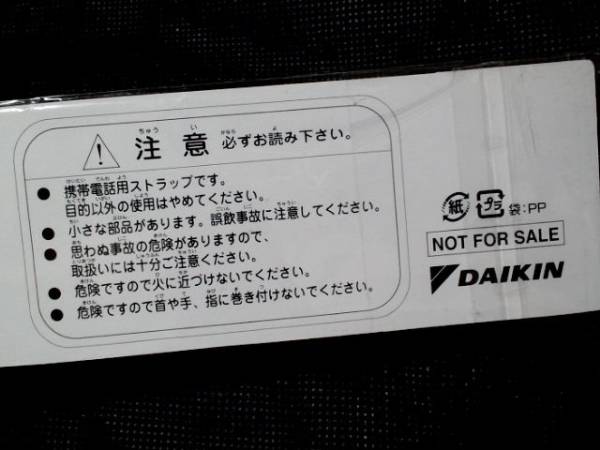 注意 必ずお読み下さい。
●携帯電話用ストラップです。
目的以外の使用はやめてください。
●小さな部品があります。誤飲事故に注意してください。
●思わぬ事故の危険がありますので、
取扱いには十分ご注意ください。
●危険ですので火に近づけないでください。
●危険ですので首や手、指に巻き付けないでください。
紙 プラ 袋:PP
NOT FOR SALE
DAIKIN